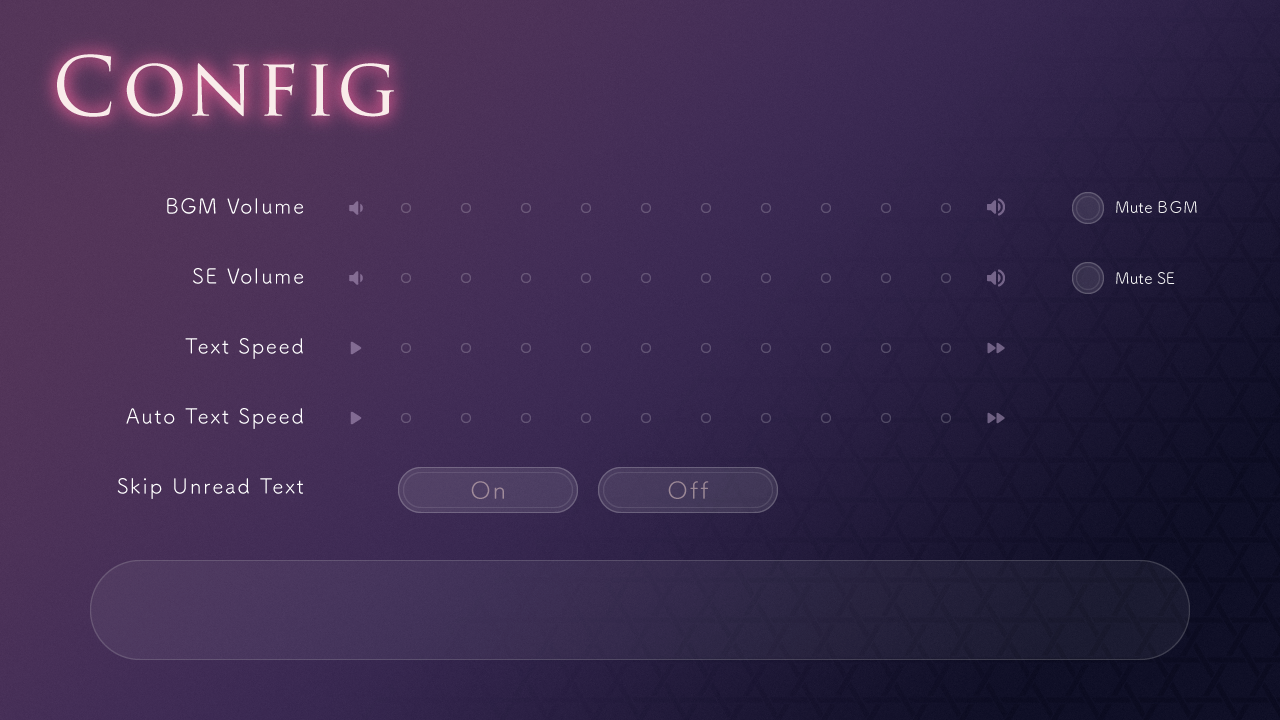 CONFIG
BGM Volume
Mute BGM
SE Volume
Mute SE
Text Speed
Auto Text Speed
Skip Unread Text
On
Off